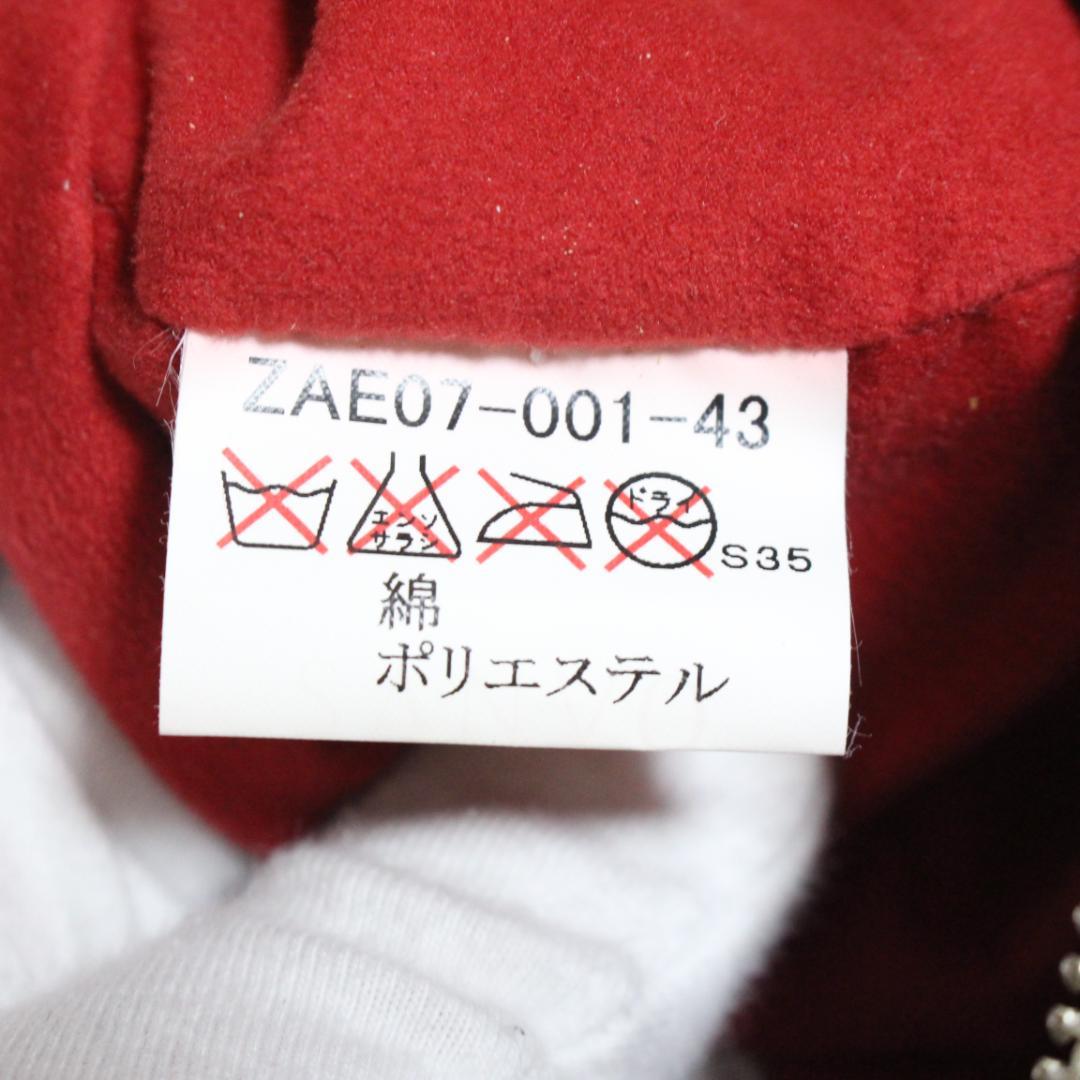 ZAE07-001-43
エンソ
サラシ
ドライ
S35
綿
ポリエステル